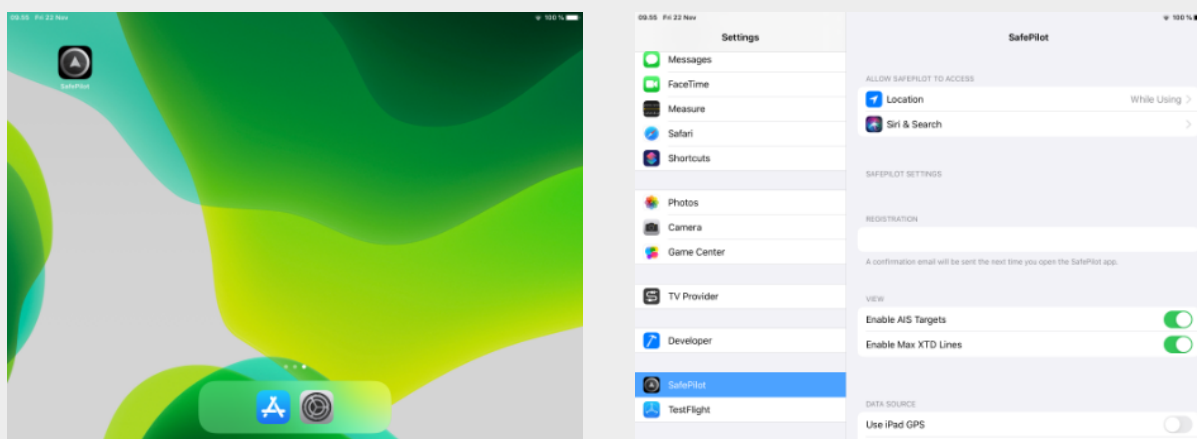 09.55 Fri 22 Nov
100 %
SafePilot
09.55 Fri 22 Nov
100 %
Settings
Messages
FaceTime
Measure
Safari
Shortcuts
Photos
Camera
Game Center
TV Provider
Developer
SafePilot
TestFlight
SafePilot
ALLOW SAFEPILOT TO ACCESS
Location While Using
Siri & Search
SAFEPILOT SETTINGS
REGISTRATION
A confirmation email will be sent the next time you open the SafePilot app.
VIEW
Enable AIS Targets
Enable Max XTD Lines
DATA SOURCE
Use iPad GPS